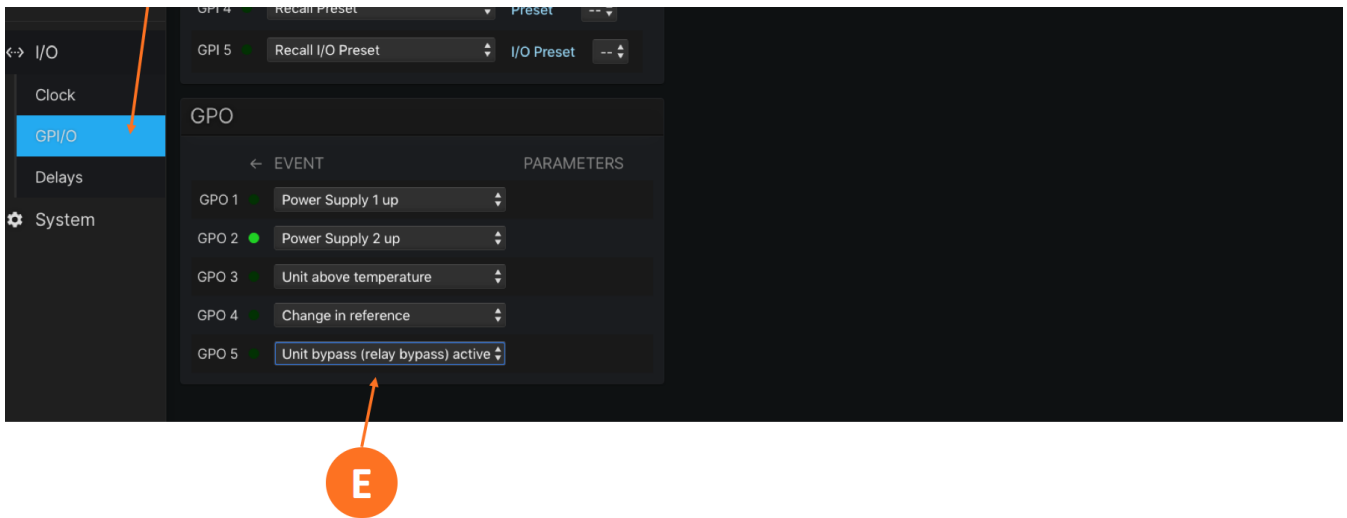 GPI 4 Recall Preset Preset --
I/O GPI 5 Recall I/O Preset I/O Preset --
Clock
GPI/O
Delays
System
GPO
← EVENT PARAMETERS
GPO 1 Power Supply 1 up
GPO 2 Power Supply 2 up
GPO 3 Unit above temperature
GPO 4 Change in reference
GPO 5 Unit bypass (relay bypass) active
E